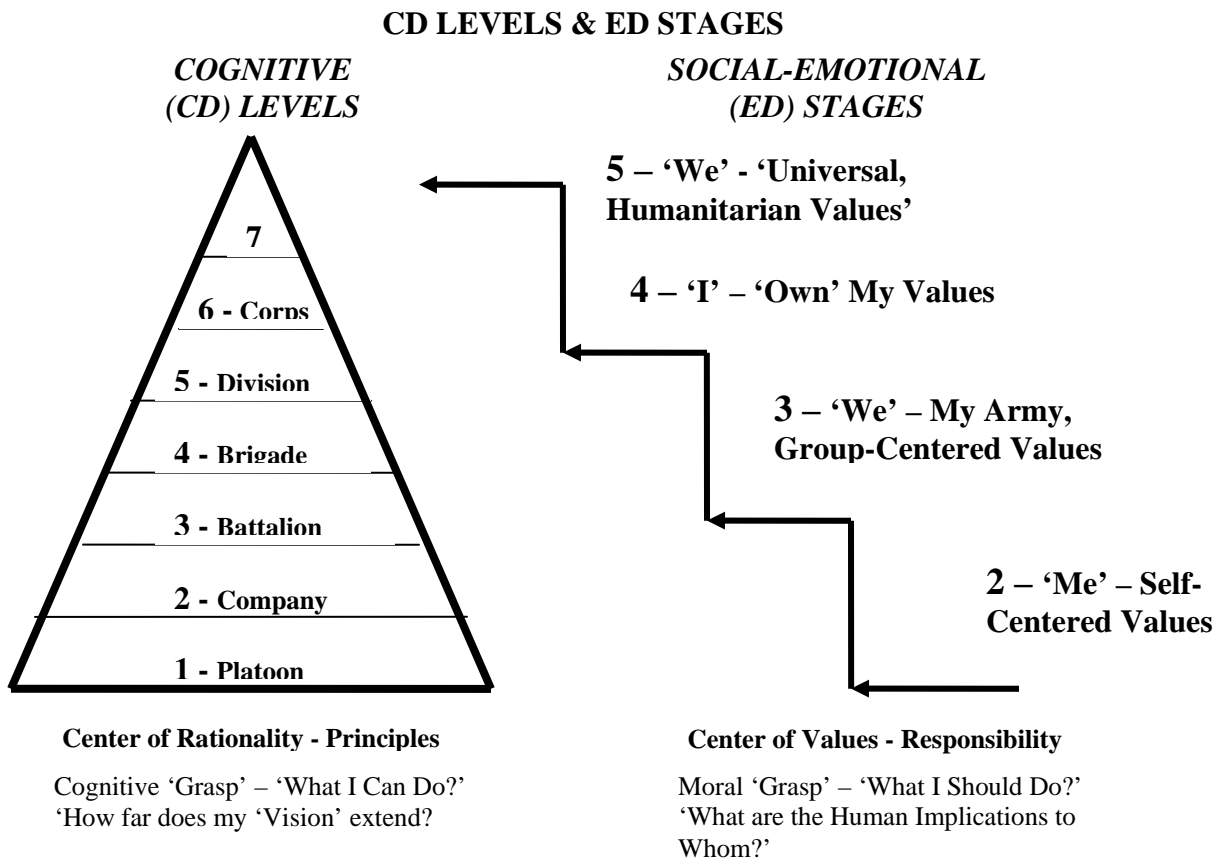 CD LEVELS & ED STAGES
COGNITIVE
(CD) LEVELS
7
6 - Corps
5 - Division
4 - Brigade
3 - Battalion
2 - Company
1 - Platoon
Center of Rationality - Principles
Cognitive ‘Grasp’ – ‘What I Can Do?’
‘How far does my ‘Vision’ extend?
SOCIAL-EMOTIONAL
(ED) STAGES
5 – ‘We’ - ‘Universal,
Humanitarian Values’
4 – ‘I’ – ‘Own’ My Values
3 – ‘We’ – My Army,
Group-Centered Values
2 – ‘Me’ – Self-
Centered Values
Center of Values - Responsibility
Moral ‘Grasp’ – ‘What I Should Do?’
‘What are the Human Implications to
Whom?’